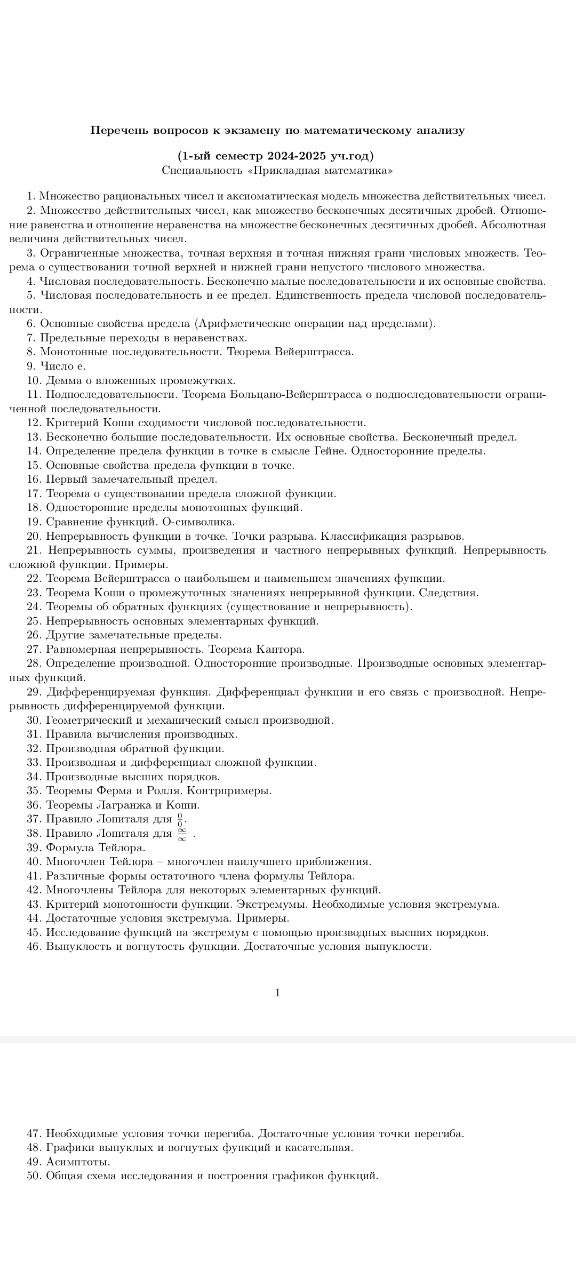 Перечень вопросов к экзамену по математическому анализу
(1-ый семестр 2024-2025 уч.год)
Специальность «Прикладная математика»
1. Множество рациональных чисел и аксиоматическая модель множества действительных чисел.
2. Множество действительных чисел, как множество бесконечных десятичных дробей. Отноше-
ние равенства и отношение неравенства на множестве бесконечных десятичных дробей. Абсолютная
величина действительных чисел.
3. Ограниченные множества, точная верхняя и точная нижняя грани числовых множеств. Тео-
рема о существовании точной верхней и нижней грани непустого числового множества.
4. Числовая последовательность. Бесконечно малые последовательности и их основные свойства.
5. Числовая последовательность и ее предел. Единственность предела числовой последователь-
ности.
6. Основные свойства предела (Арифметические операции над пределами).
7. Предельные переходы в неравенствах.
8. Монотонные последовательности. Теорема Вейерштрасса.
9. Число e.
10. Демма о вложенных промежутках.
11. Подпоследовательности. Теорема Больцано-Вейерштрасса о подпоследовательности ограни-
ченной последовательности.
12. Критерий Коши сходимости числовой последовательности.
13. Бесконечно большие последовательности. Их основные свойства. Бесконечный предел.
14. Определение предела функции в точке в смысле Гейне. Односторонние пределы.
15. Основные свойства предела функции в точке.
16. Первый замечательный предел.
17. Теорема о существовании предела сложной функции.
18. Односторонние пределы монотонных функций.
19. Сравнение функций. О-символика.
20. Непрерывность функции в точке. Точки разрыва. Классификация разрывов.
21. Непрерывность суммы, произведения и частного непрерывных функций. Непрерывность
сложной функции. Примеры.
22. Теорема Вейерштрасса о наибольшем и наименьшем значениях функции.
23. Теорема Коши о промежуточных значениях непрерывной функции. Следствия.
24. Теоремы об обратных функциях (существование и непрерывность).
25. Непрерывность основных элементарных функций.
26. Другие замечательные пределы.
27. Равномерная непрерывность. Теорема Кантора.
28. Определение производной. Односторонние производные. Производные основных элементар-
ных функций.
29. Дифференцируемая функция. Дифференциал функции и его связь с производной. Непре-
рывность дифференцируемой функции.
30. Геометрический и механический смысл производной.
31. Правила вычисления производных.
32. Производная обратной функции.
33. Производная и дифференциал сложной функции.
34. Производные высших порядков.
35. Теоремы Ферма и Ролля. Контрпримеры.
36. Теоремы Лагранжа и Коши.
37. Правило Лопиталя для 0/0.
38. Правило Лопиталя для ∞/∞ .
39. Формула Тейлора.
40. Многочлен Тейлора – многочлен наилучшего приближения.
41. Различные формы остаточного члена формулы Тейлора.
42. Многочлены Тейлора для некоторых элементарных функций.
43. Критерий монотонности функции. Экстремумы. Необходимые условия экстремума.
44. Достаточные условия экстремума. Примеры.
45. Исследование функций на экстремум с помощью производных высших порядков.
46. Выпуклость и вогнутость функции. Достаточные условия выпуклости.
1
47. Необходимые условия точки перегиба. Достаточные условия точки перегиба.
48. Графики выпуклых и вогнутых функций и касательная.
49. Асимптоты.
50. Общая схема исследования и построения графиков функций.